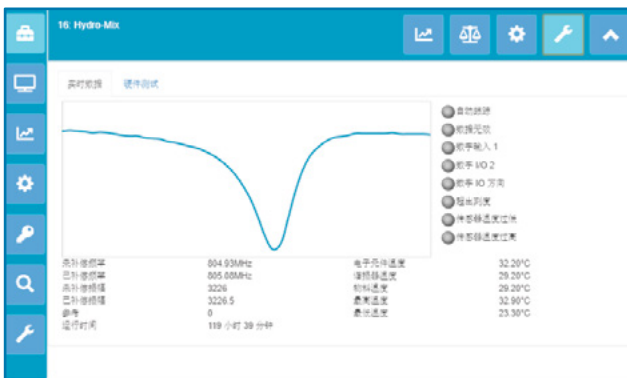 16: Hydro-Mix
实时数据 硬件测试
自动跟踪
数据无效
数字输入 1
数字 I/O 2
数字 IO 方向
超出刻度
传感器温度过低
传感器温度过高
未补偿频率 804.93MHz 电子元件温度 32.20°C
已补偿频率 805.08MHz 谐振器温度 29.20°C
未补偿振幅 3226 材料温度 29.20°C
已补偿振幅 3226.5 最高温度 32.90°C
参考 0 最低温度 23.30°C
运行时间 119 小时 39 分钟